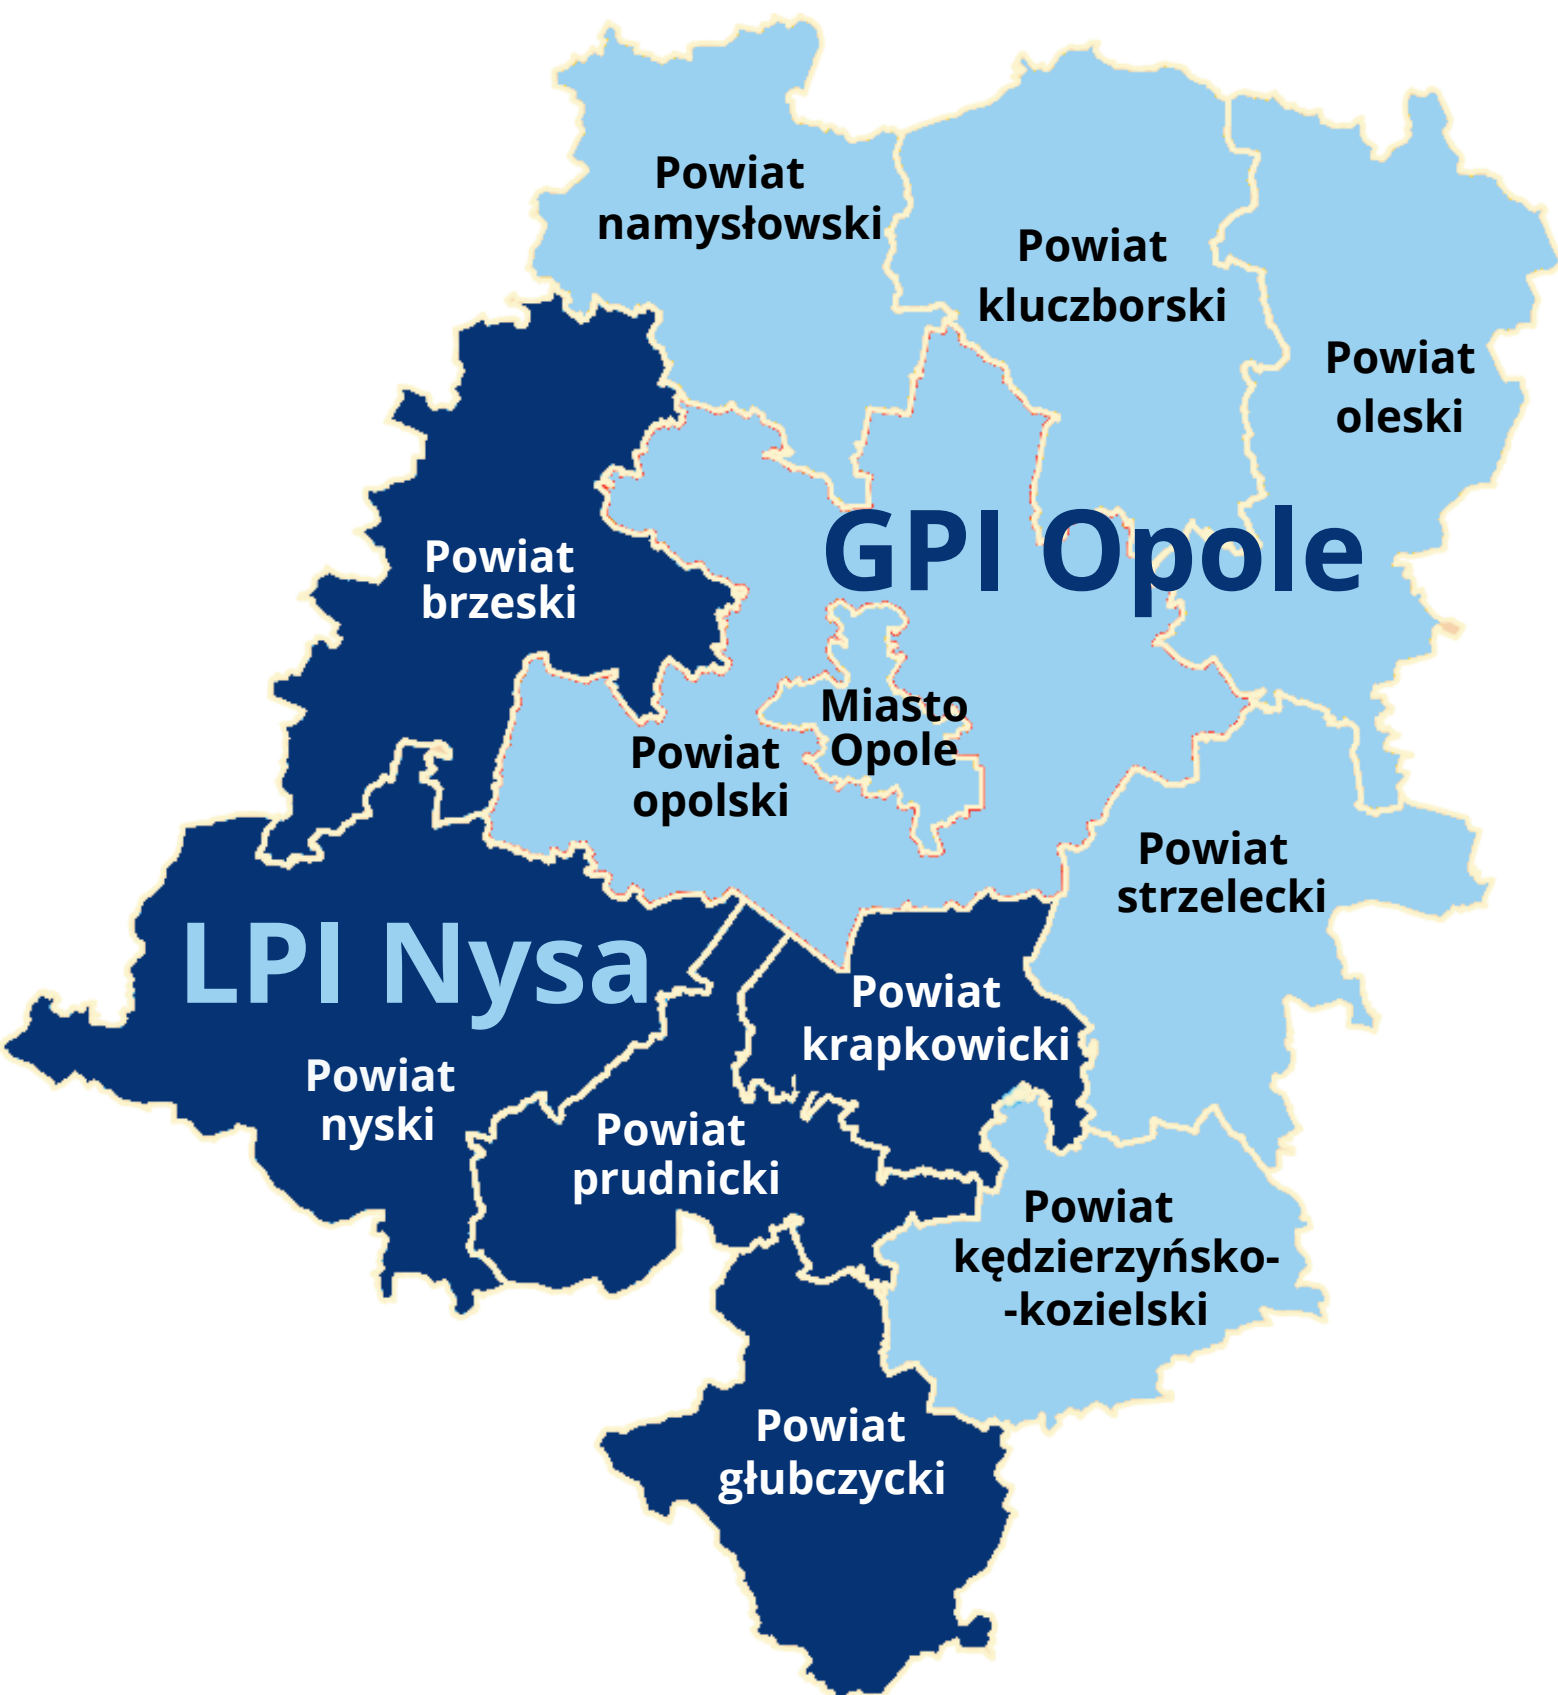 Powiat
namysłowski
Powiat
kluczborski
Powiat
oleski
GPI Opole
Powiat
brzeski
Miasto
Opole
Powiat
opolski
Powiat
strzelecki
LPI Nysa
Powiat
krapkowicki
Powiat
nyski
Powiat
prudnicki
Powiat
kędzierzyńsko-
-kozielski
Powiat
głubczycki